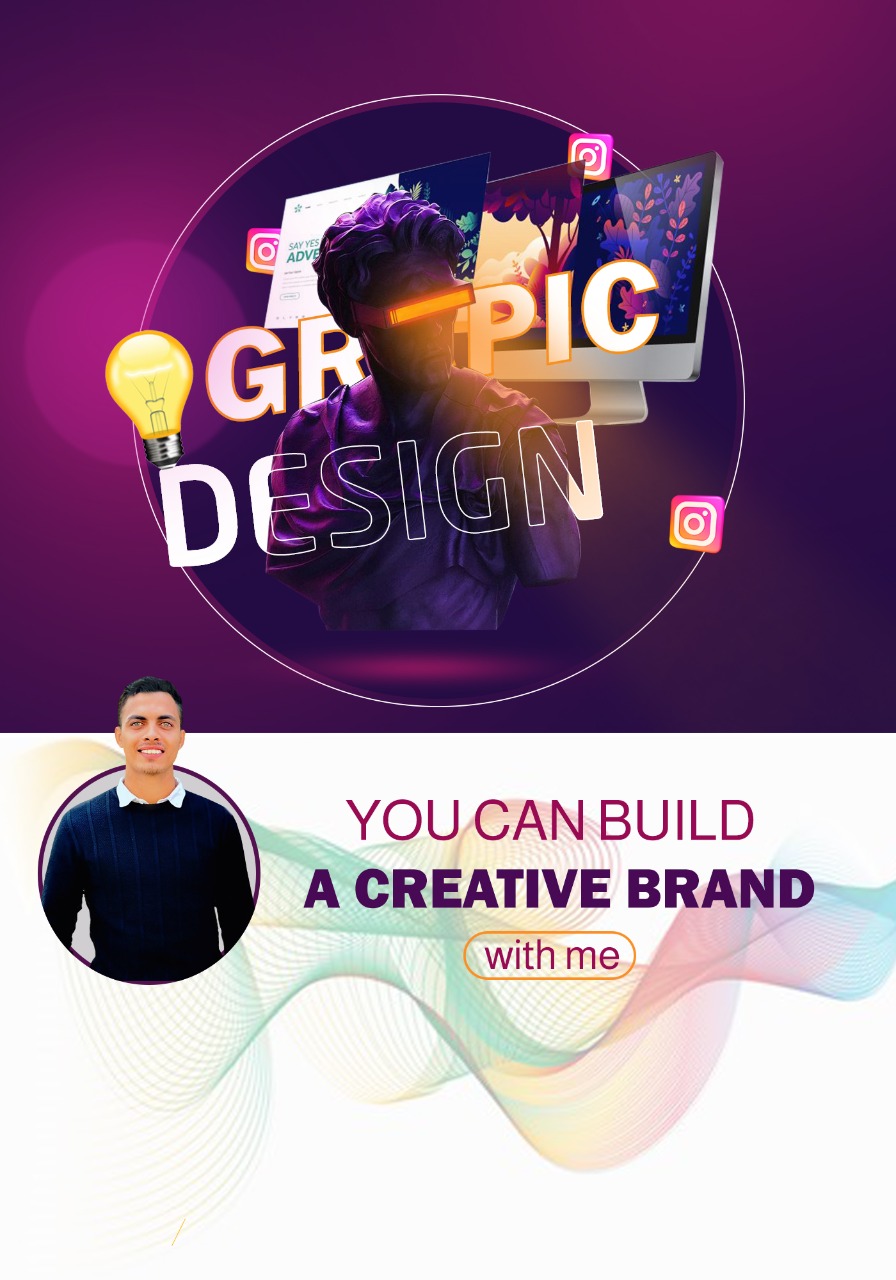 SAY YES
ADVE
GR PIC
DESIGN
YOU CAN BUILD
A CREATIVE BRAND
with me